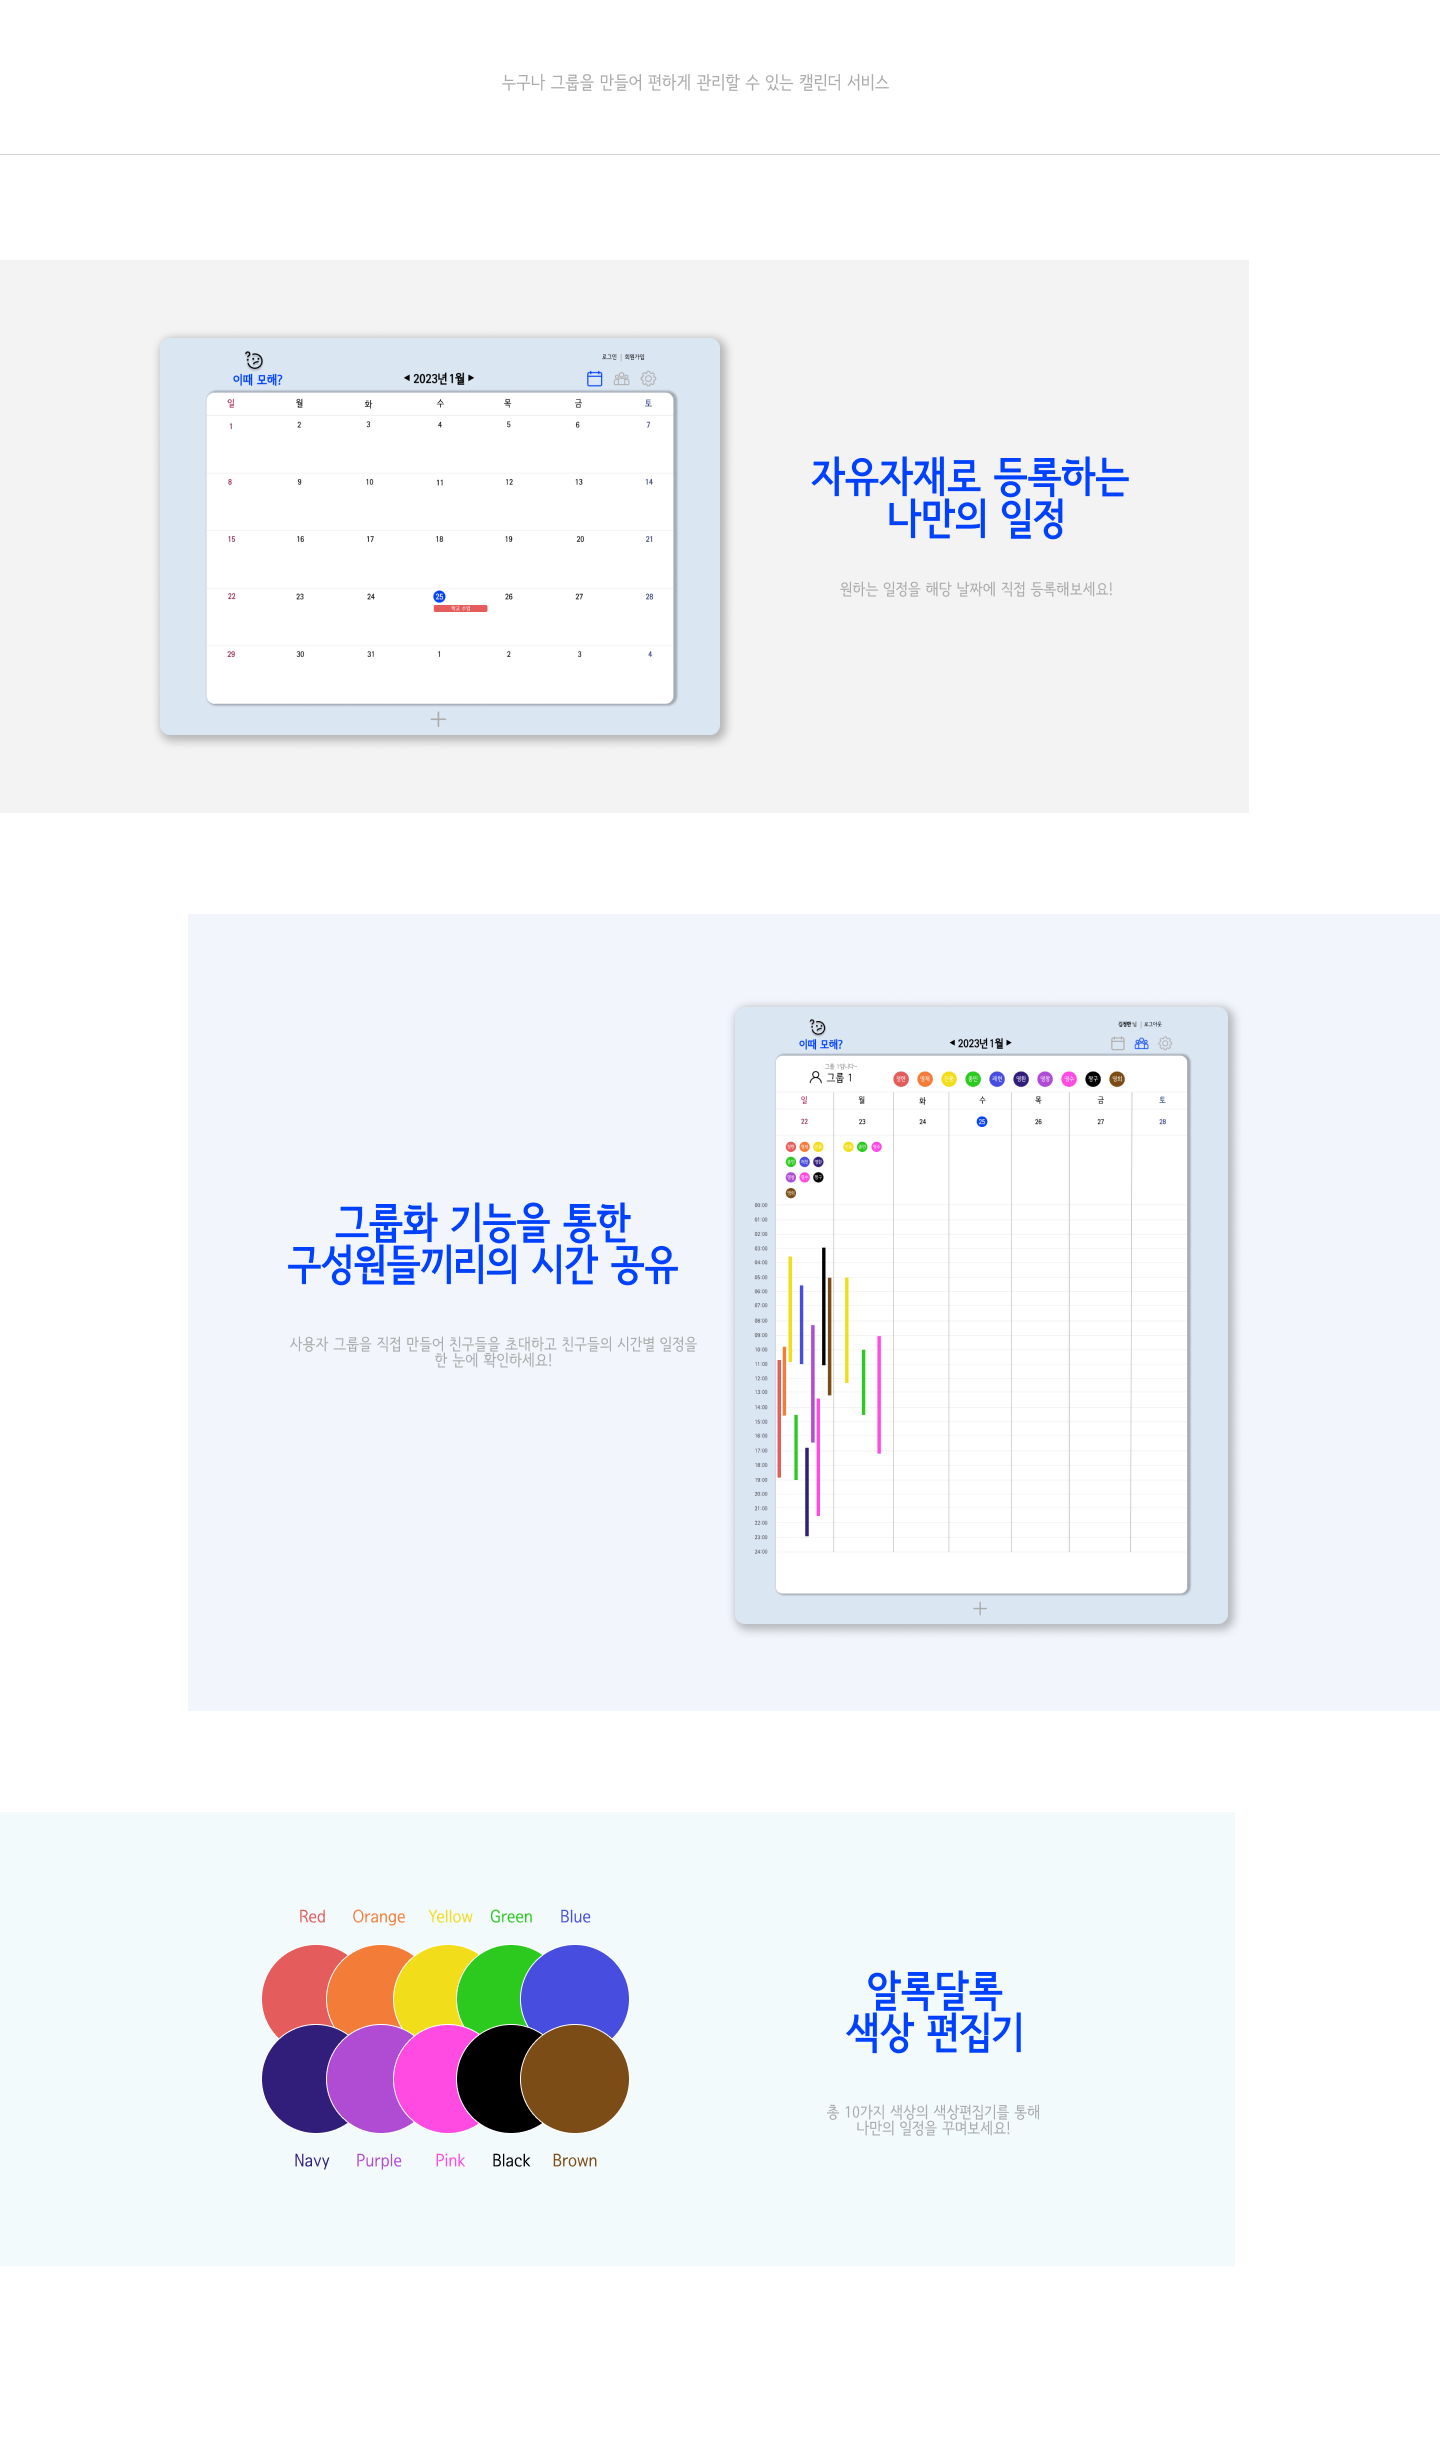 누구나 그룹을 만들어 편하게 관리할 수 있는 캘린더 서비스
로그인 | 회원가입
이때 모해?
2023년 1월
일 월 화 수 목 금 토
1 2 3 4 5 6 7
8 9 10 11 12 13 14
15 16 17 18 19 20 21
22 23 24 25 26 27 28
학교 수업
29 30 31 1 2 3 4
자유자재로 등록하는
나만의 일정
원하는 일정을 해당 날짜에 직접 등록해보세요!
그룹화 기능을 통한
구성원들끼리의 시간 공유
사용자 그룹을 직접 만들어 친구들을 초대하고 친구들의 시간별 일정을
한 눈에 확인하세요!
님 | 로그아웃
이때 모해?
2023년 1월
그룹 1입니다~
그룹 1
일 월 화 수 목 금 토
22 23 24 25 26 27 28
00:00
01:00
02:00
03:00
04:00
05:00
06:00
07:00
08:00
09:00
10:00
11:00
12:00
13:00
14:00
15:00
16:00
17:00
18:00
19:00
20:00
21:00
22:00
23:00
24:00
Red Orange Yellow Green Blue
Navy Purple Pink Black Brown
알록달록
색상 편집기
총 10가지 색상의 색상편집기를 통해
나만의 일정을 꾸며보세요!